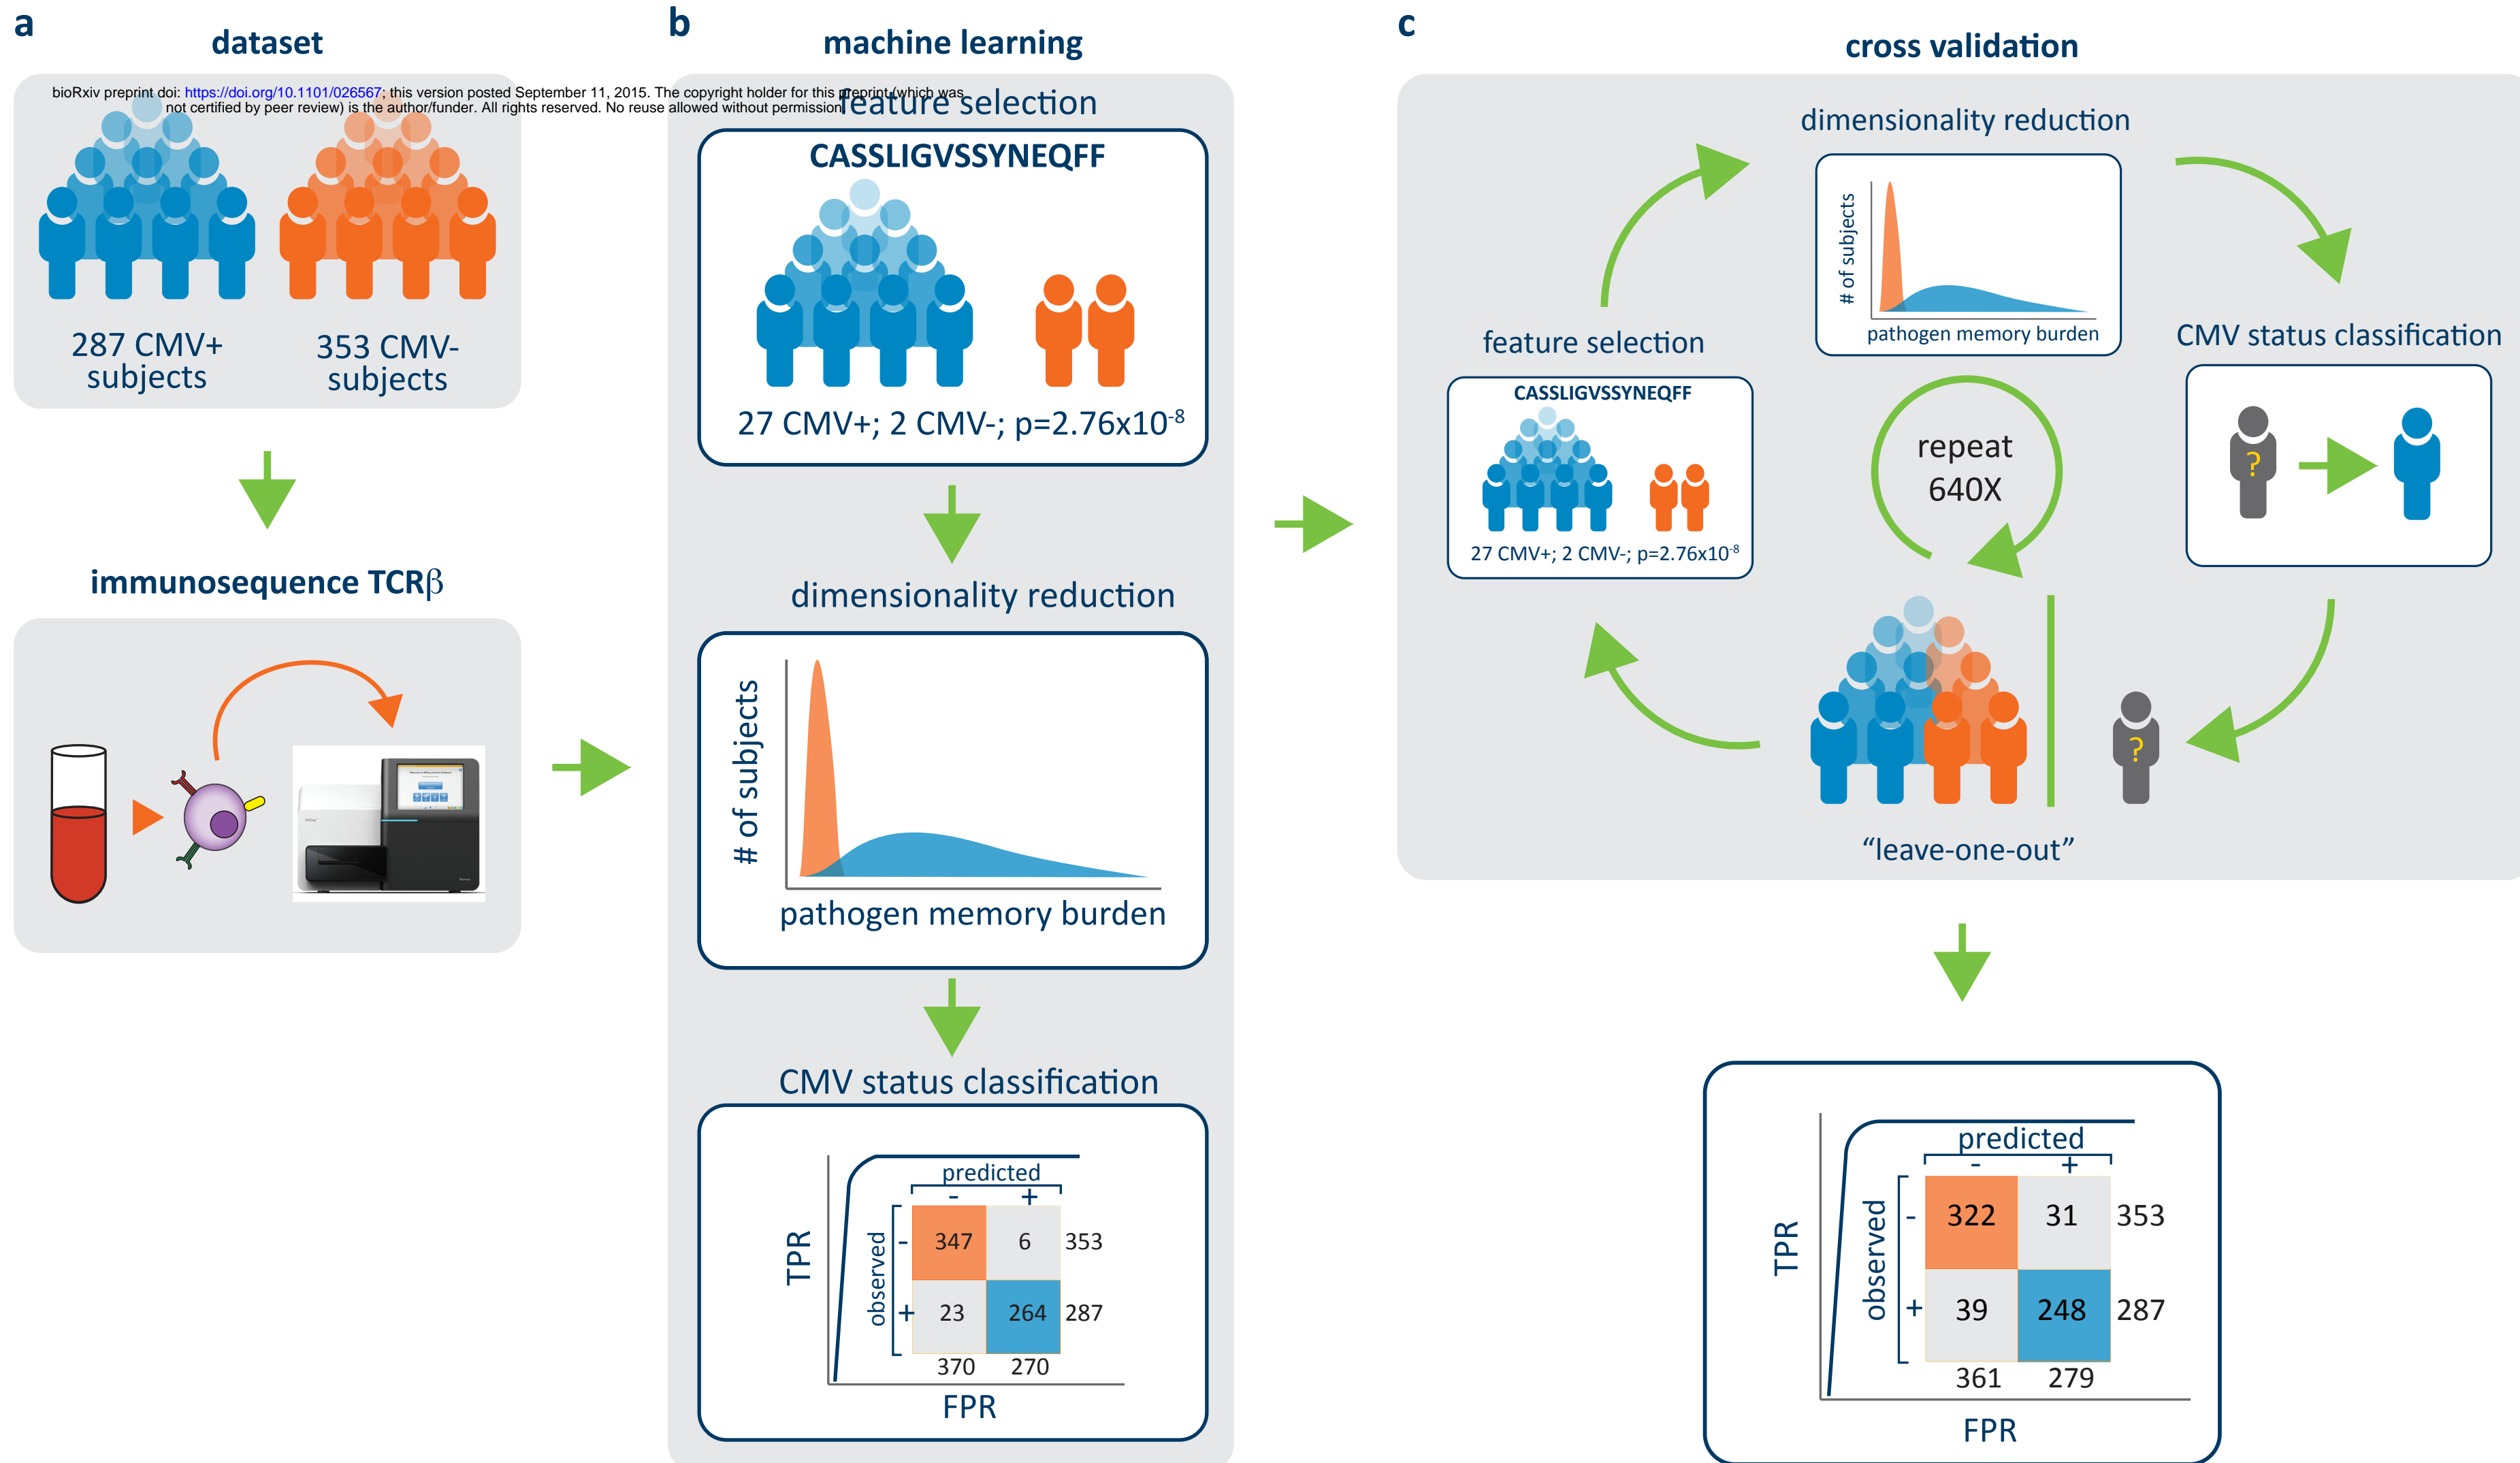 a
dataset
bioRxiv preprint doi: https://doi.org/10.1101/026567; this version posted September 11, 2015. The copyright holder for this preprint (which was
not certified by peer review) is the author/funder. All rights reserved. No reuse allowed without permission.
287 CMV+
subjects
353 CMV-
subjects
immunosequence TCRβ
b
machine learning
feature selection
CASSLIGVSSYNEQFF
27 CMV+; 2 CMV-; p=2.76x10⁻⁸
dimensionality reduction
# of subjects
pathogen memory burden
CMV status classification
TPR
predicted
- +
observed
- 347 6 353
+ 23 264 287
370 270
FPR
c
cross validation
dimensionality reduction
# of subjects
pathogen memory burden
feature selection
CASSLIGVSSYNEQFF
27 CMV+; 2 CMV-; p=2.76x10⁻⁸
CMV status classification
?
repeat
640X
?
“leave-one-out”
TPR
predicted
- +
observed
- 322 31 353
+ 39 248 287
361 279
FPR